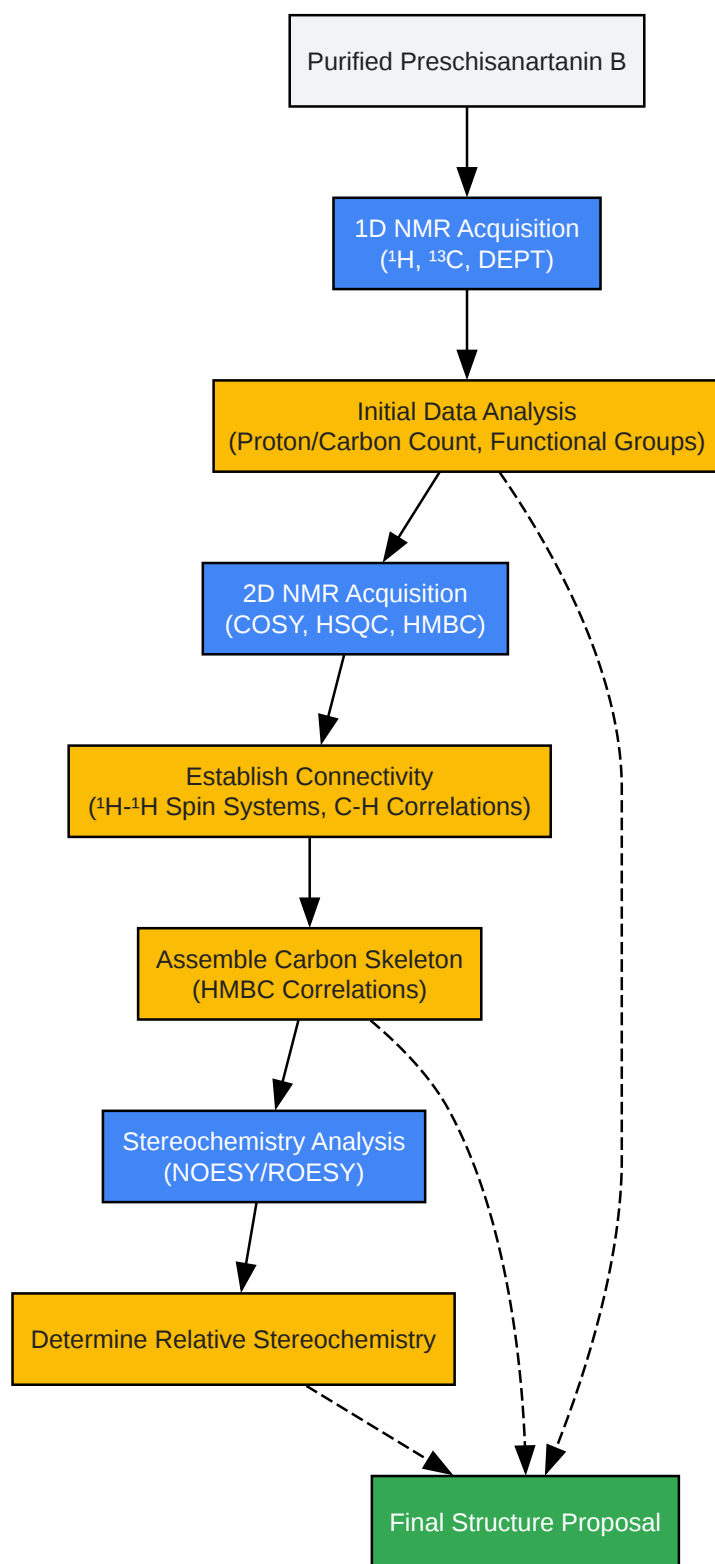 Purified Preschisanartanin B
1D NMR Acquisition
(¹H, ¹³C, DEPT)
Initial Data Analysis
(Proton/Carbon Count, Functional Groups)
2D NMR Acquisition
(COSY, HSQC, HMBC)
Establish Connectivity
(¹H-¹H Spin Systems, C-H Correlations)
Assemble Carbon Skeleton
(HMBC Correlations)
Stereochemistry Analysis
(NOESY/ROESY)
Determine Relative Stereochemistry
Final Structure Proposal